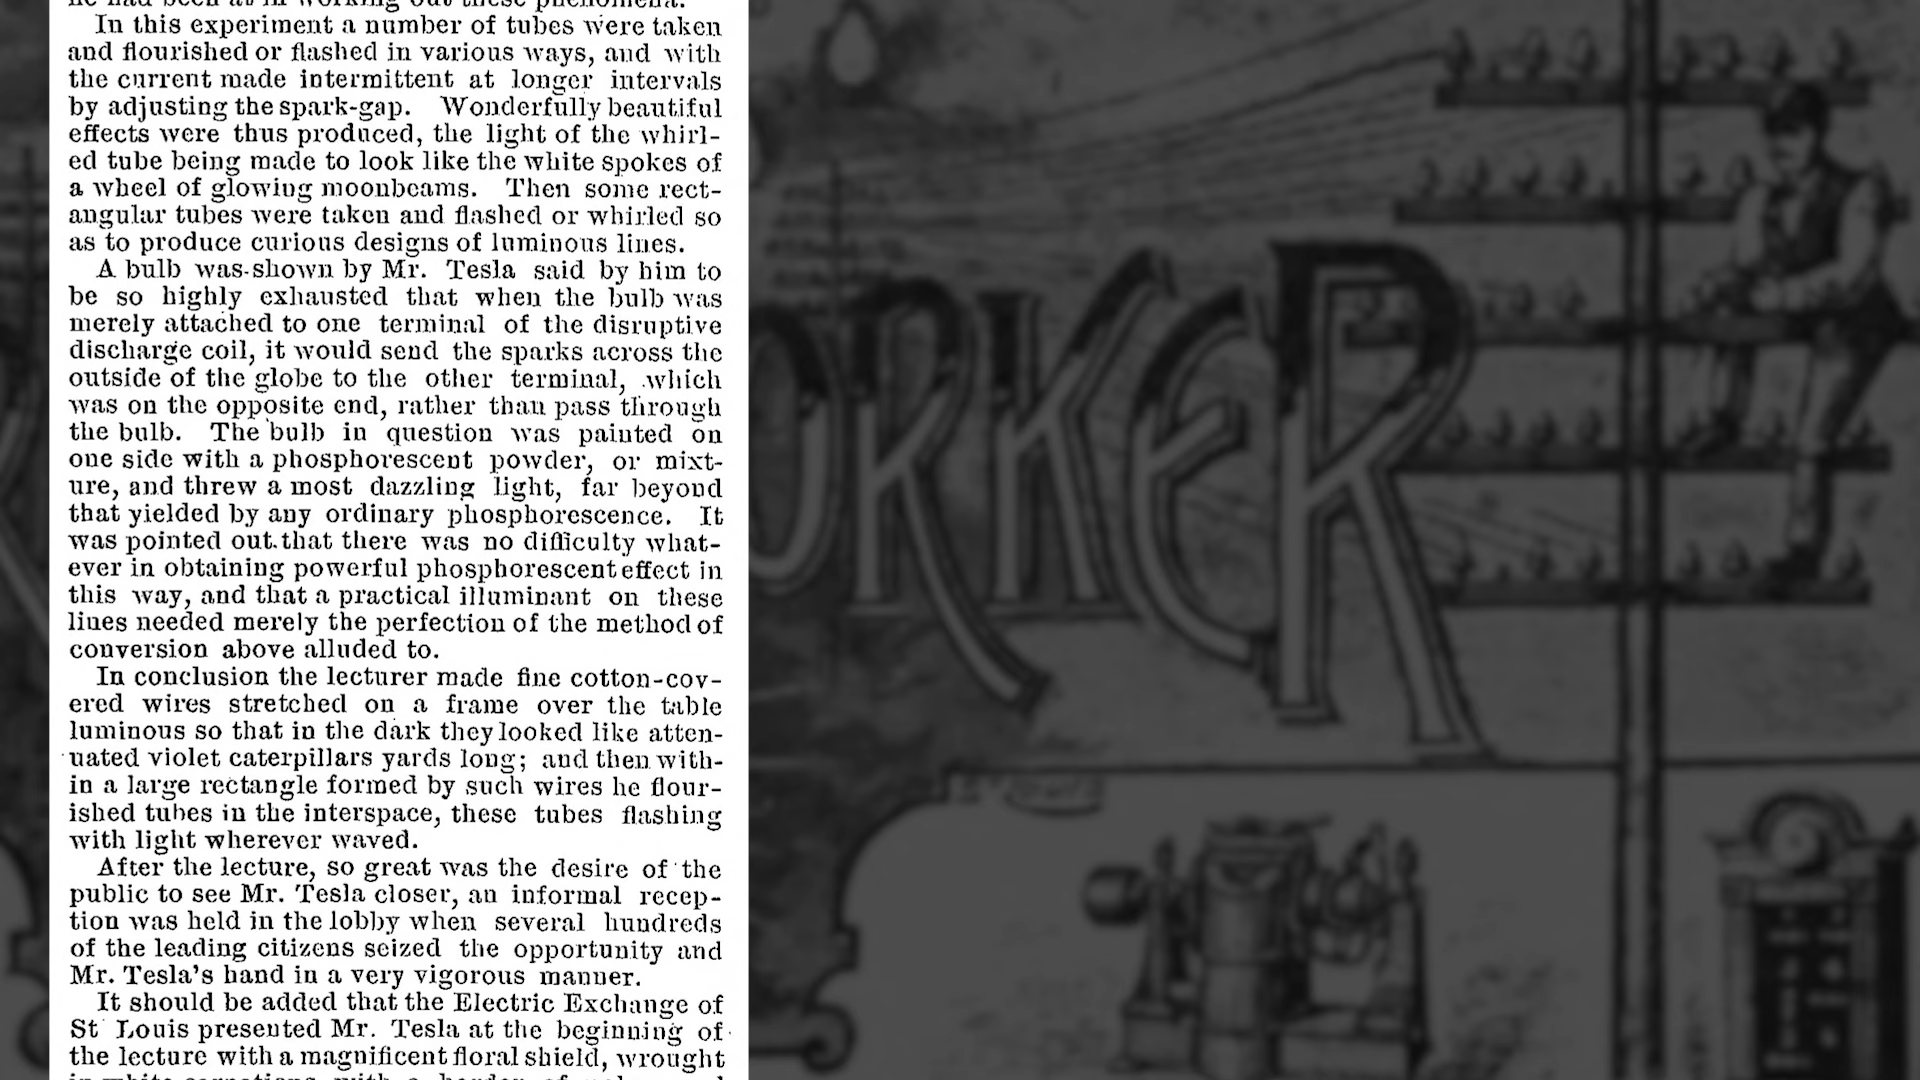 he had been at in working out these phenomena.
In this experiment a number of tubes were taken
and flourished or flashed in various ways, and with
the current made intermittent at longer intervals
by adjusting the spark-gap. Wonderfully beautiful
effects were thus produced, the light of the whirl-
ed tube being made to look like the white spokes of
a wheel of glowing moonbeams. Then some rect-
angular tubes were taken and flashed or whirled so
as to produce curious designs of luminous lines.
A bulb was shown by Mr. Tesla said by him to
be so highly exhausted that when the bulb was
merely attached to one terminal of the disruptive
discharge coil, it would send the sparks across the
outside of the globe to the other terminal, which
was on the opposite end, rather than pass through
the bulb. The bulb in question was painted on
one side with a phosphorescent powder, or mixt-
ure, and threw a most dazzling light, far beyond
that yielded by any ordinary phosphorescence. It
was pointed out that there was no difficulty what-
ever in obtaining powerful phosphorescent effect in
this way, and that a practical illuminant on these
lines needed merely the perfection of the method of
conversion above alluded to.
In conclusion the lecturer made fine cotton-cov-
ered wires stretched on a frame over the table
luminous so that in the dark they looked like atten-
uated violet caterpillars yards long; and then with-
in a large rectangle formed by such wires he flour-
ished tubes in the interspace, these tubes flashing
with light wherever waved.
After the lecture, so great was the desire of the
public to see Mr. Tesla closer, an informal recep-
tion was held in the lobby when several hundreds
of the leading citizens seized the opportunity and
Mr. Tesla's hand in a very vigorous manner.
It should be added that the Electric Exchange of
St Louis presented Mr. Tesla at the beginning of
the lecture with a magnificent floral shield, wrought
in white carnations with a border of
ORKER